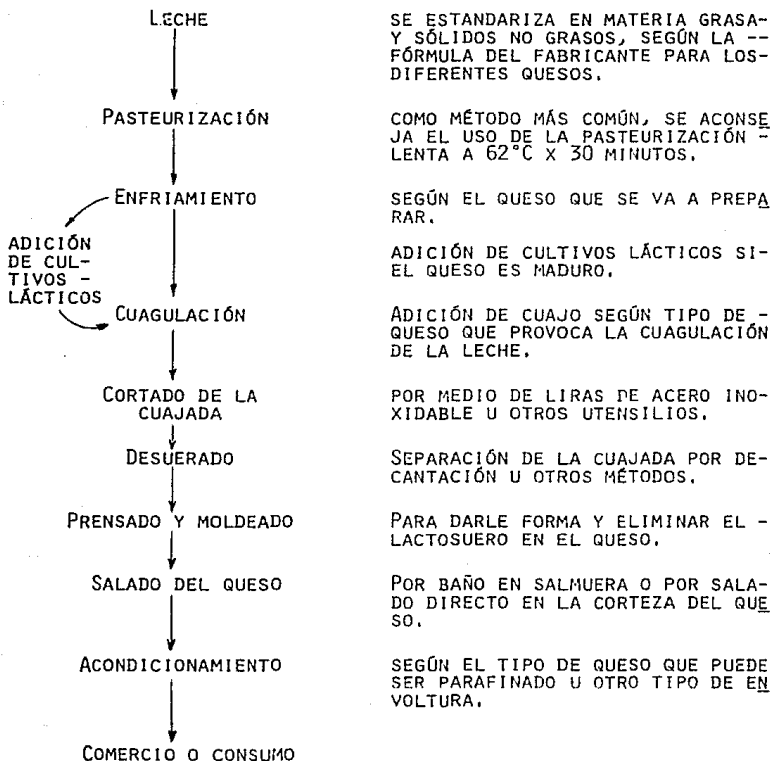 LECHE
SE ESTANDARIZA EN MATERIA GRASA-
Y SÓLIDOS NO GRASOS, SEGÚN LA --
FÓRMULA DEL FABRICANTE PARA LOS-
DIFERENTES QUESOS.
PASTEURIZACIÓN
COMO MÉTODO MÁS COMÚN, SE ACONSE
JA EL USO DE LA PASTEURIZACIÓN -
LENTA A 62°C X 30 MINUTOS.
ENFRIAMIENTO
SEGÚN EL QUESO QUE SE VA A PREPA
RAR.
ADICIÓN
DE CUL-
TIVOS -
LÁCTICOS
ADICIÓN DE CULTIVOS LÁCTICOS SI-
EL QUESO ES MADURO.
CUAGULACIÓN
ADICIÓN DE CUAJO SEGÚN TIPO DE -
QUESO QUE PROVOCA LA CUAGULACIÓN
DE LA LECHE.
CORTADO DE LA
CUAJADA
POR MEDIO DE LIRAS DE ACERO INO-
XIDABLE U OTROS UTENSILIOS.
DESUERADO
SEPARACIÓN DE LA CUAJADA POR DE-
CANTACIÓN U OTROS MÉTODOS.
PRENSADO Y MOLDEADO
PARA DARLE FORMA Y ELIMINAR EL -
LACTOSUERO EN EL QUESO.
SALADO DEL QUESO
POR BAÑO EN SALMUERA O POR SALA-
DO DIRECTO EN LA CORTEZA DEL QUE
SO.
ACONDICIONAMIENTO
SEGÚN EL TIPO DE QUESO QUE PUEDE
SER PARAFINADO U OTRO TIPO DE EN
VOLTURA.
COMERCIO O CONSUMO